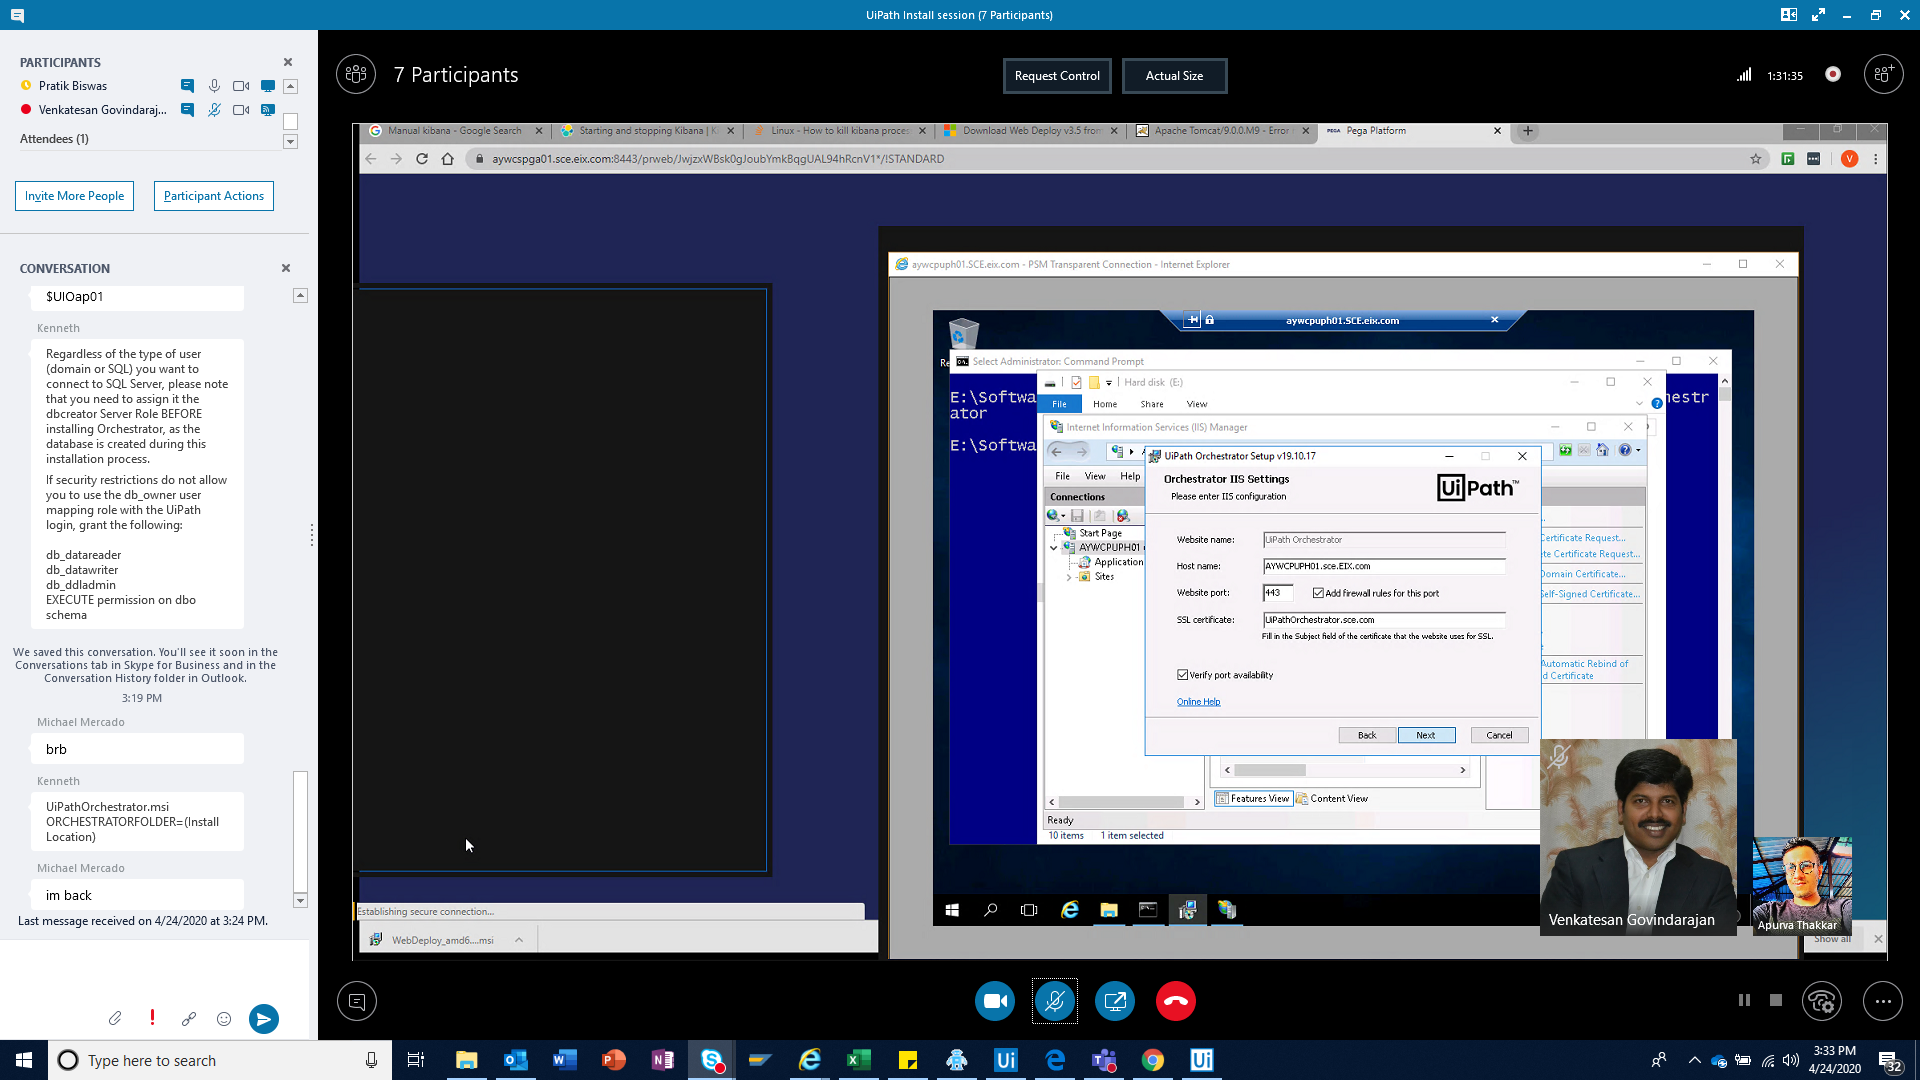 UiPath Install session (7 Participants)
PARTICIPANTS
Pratik Biswas
Venkatesan Govindaraj...
Attendees (1)
Invite More People
Participant Actions
CONVERSATION
$UIOap01
Kenneth
Regardless of the type of user
(domain or SQL) you want to
connect to SQL Server, please note
that you need to assign it the
dbcreator Server Role BEFORE
installing Orchestrator, as the
database is created during this
installation process.
If security restrictions do not allow
you to use the db_owner user
mapping role with the UiPath
login, grant the following:
db_datareader
db_datawriter
db_ddladmin
EXECUTE permission on dbo
schema
We saved this conversation. You'll see it soon in the
Conversations tab in Skype for Business and in the
Conversation History folder in Outlook.
3:19 PM
Michael Mercado
brb
Kenneth
UiPathOrchestrator.msi
ORCHESTRATORFOLDER=(Install
Location)
Michael Mercado
im back
Last message received on 4/24/2020 at 3:24 PM.
7 Participants
Request Control
Actual Size
1:31:35
Manual kibana - Google Search
Starting and stopping Kibana | Ki
Linux - How to kill kibana proces
Download Web Deploy v3.5 from
Apache Tomcat/9.0.0.M9 - Error
PEGA
Pega Platform
aywcspga01.sce.eix.com:8443/prweb/JwjzxWBsk0gJoubYmkBqgUAL94hRcnV1*/!STANDARD
V
aywcpuph01.SCE.eix.com - PSM Transparent Connection - Internet Explorer
aywcpuph01.SCE.eix.com
Re
Select Administrator: Command Prompt
E:\Softwa
estr
ator
E:\Softwa
Hard disk (E:)
File
Home
Share
View
Internet Information Services (IIS) Manager
File
View
Help
Connections
Start Page
AYWCPUPH01
Application
Sites
UiPath Orchestrator Setup v19.10.17
Orchestrator IIS Settings
Please enter IIS configuration
UiPath™
Website name:
UiPath Orchestrator
Host name:
AYWCPUPH01.sce.EIX.com
Website port:
443
Add firewall rules for this port
SSL certificate:
UiPathOrchestrator.sce.com
Fill in the Subject field of the certificate that the website uses for SSL.
Verify port availability
Online Help
Back
Next
Cancel
Certificate Request...
te Certificate Request...
Domain Certificate...
Self-Signed Certificate...
Automatic Rebind of
d Certificate
Features View
Content View
Ready
10 items
1 item selected
Venkatesan Govindarajan
Apurva Thakkar
Establishing secure connection...
WebDeploy_amd6....msi
Show all
Type here to search
Ui
Ui
3:33 PM
4/24/2020
32